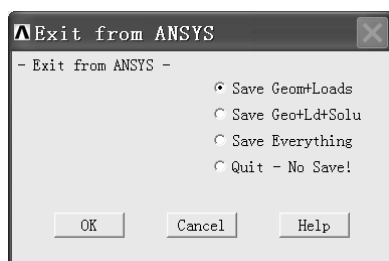 Exit from ANSYS
- Exit from ANSYS -
Save Geom+Loads
Save Geo+Ld+Solu
Save Everything
Quit - No Save!
OK Cancel Help